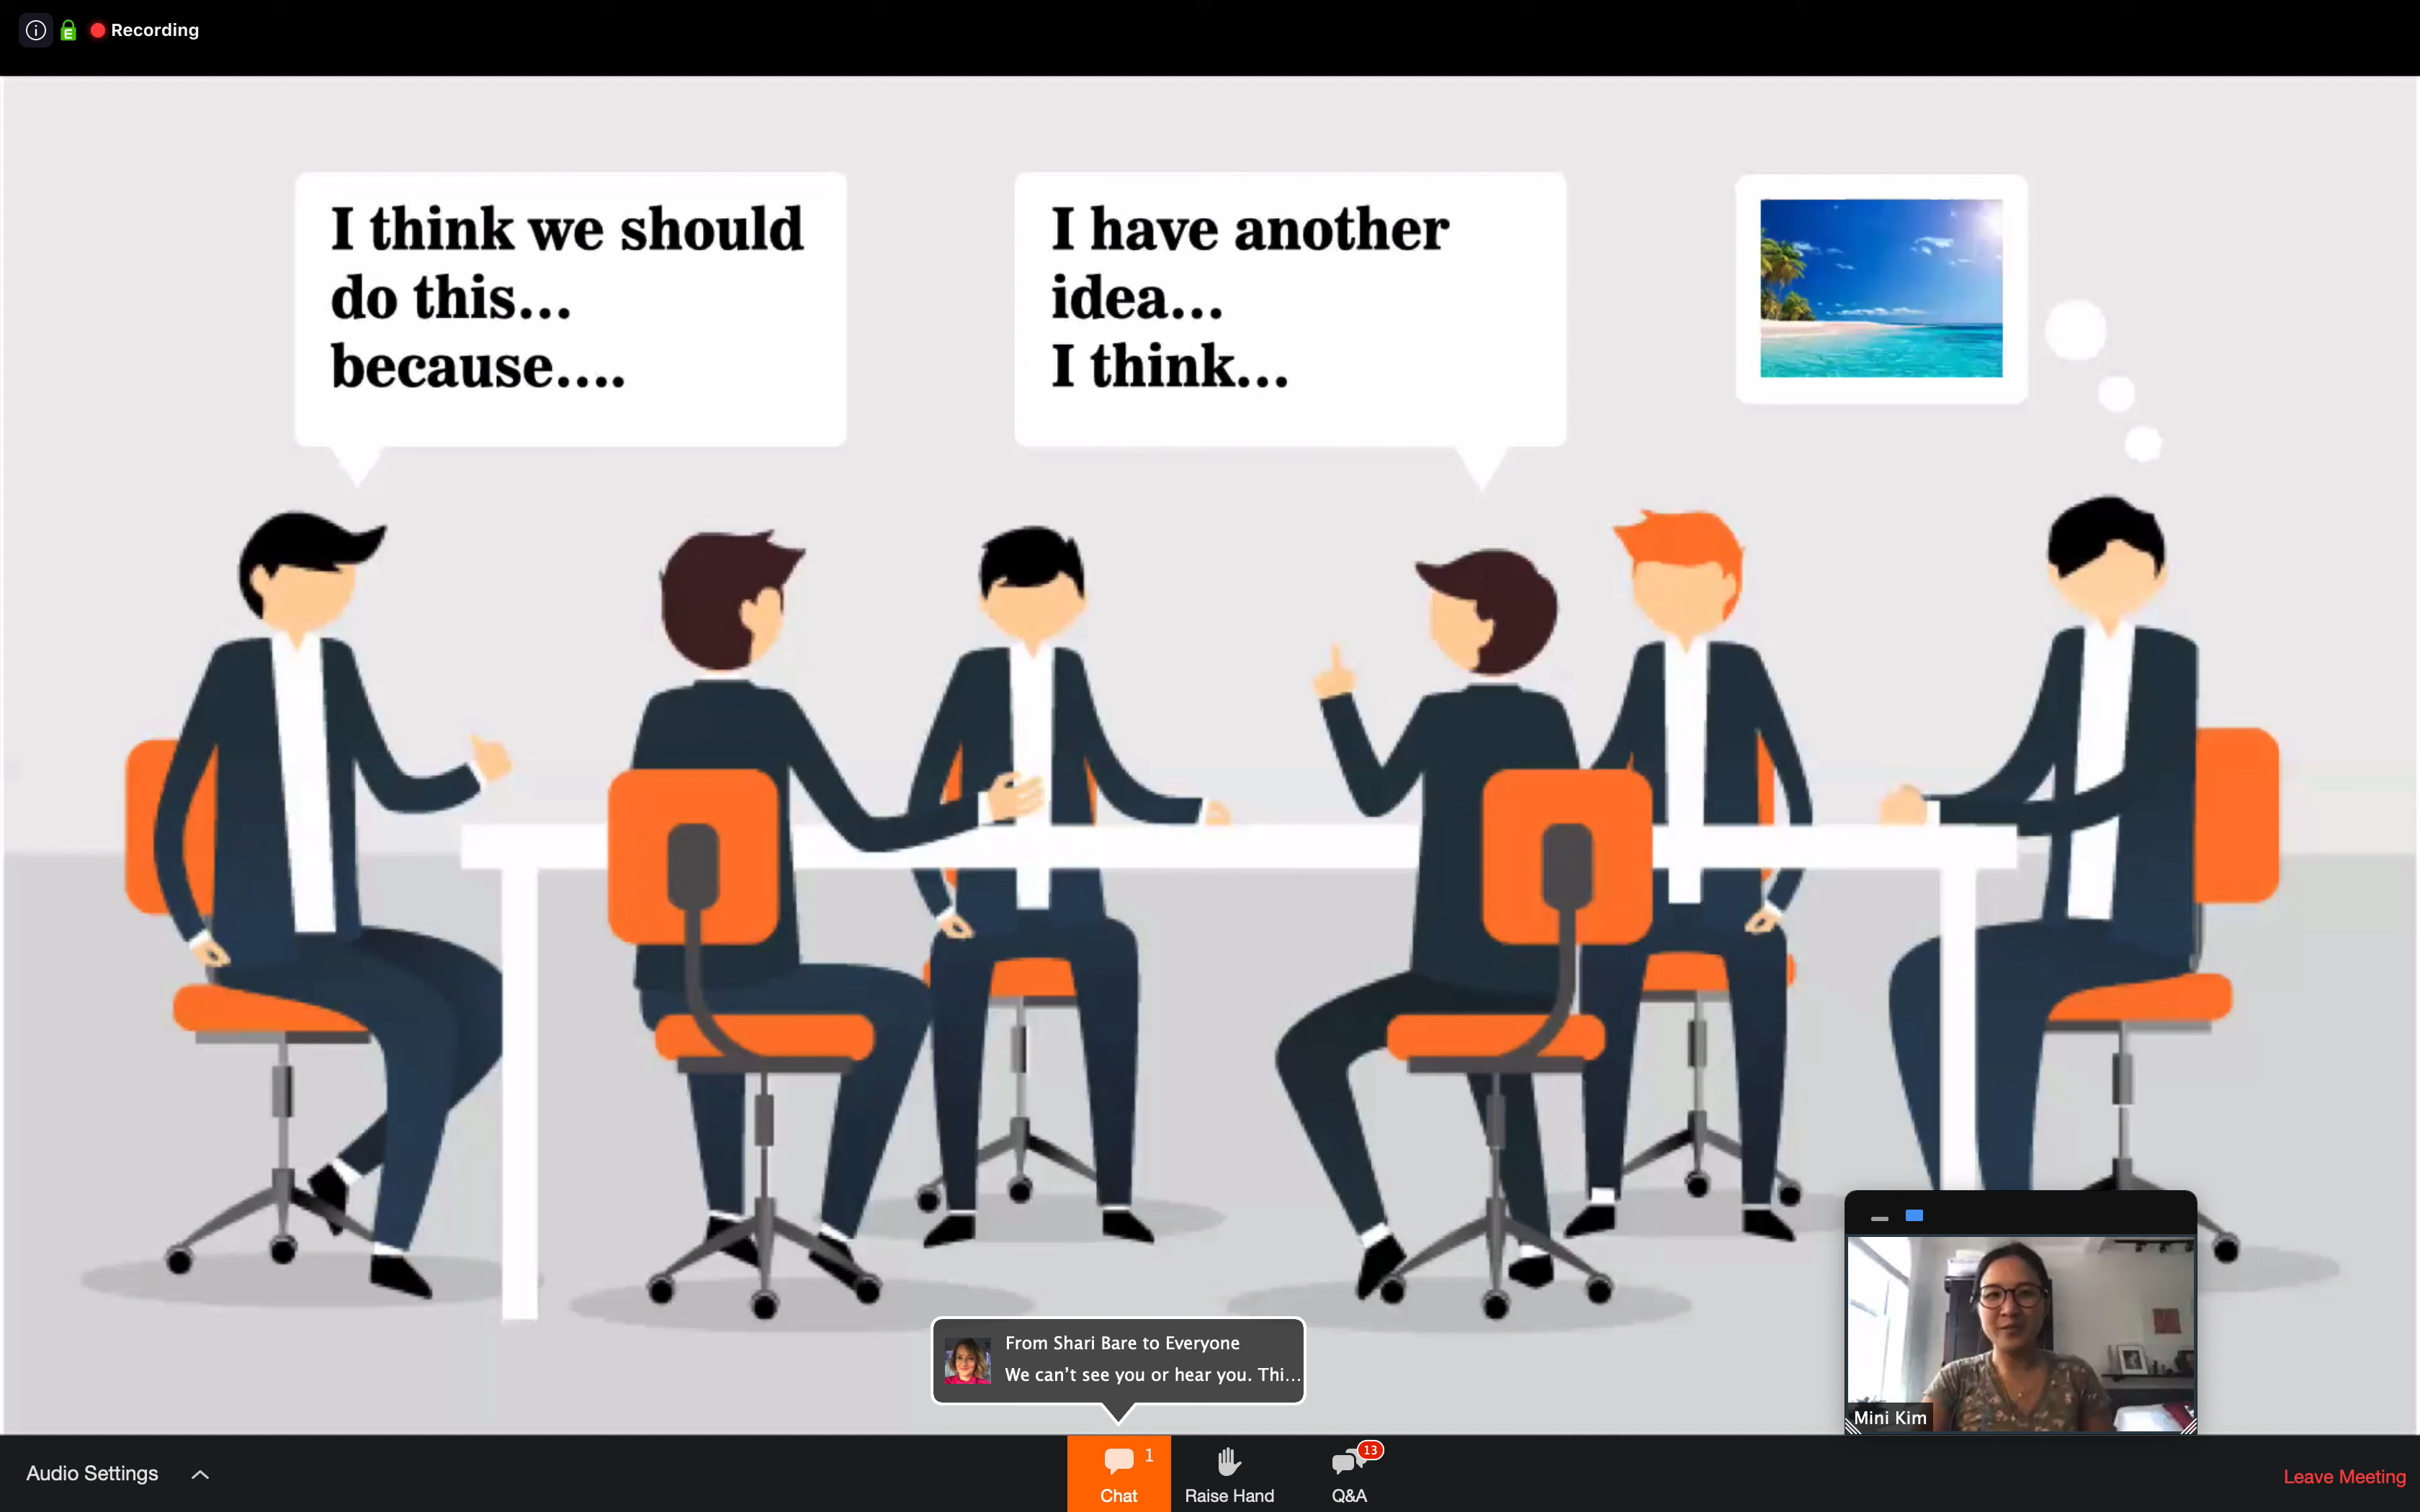 Recording
I think we should
do this...
because....
I have another
idea...
I think...
From Shari Bare to Everyone
We can't see you or hear you. Thi...
Mini Kim
Audio Settings
1
Chat
Raise Hand
13
Q&A
Leave Meeting